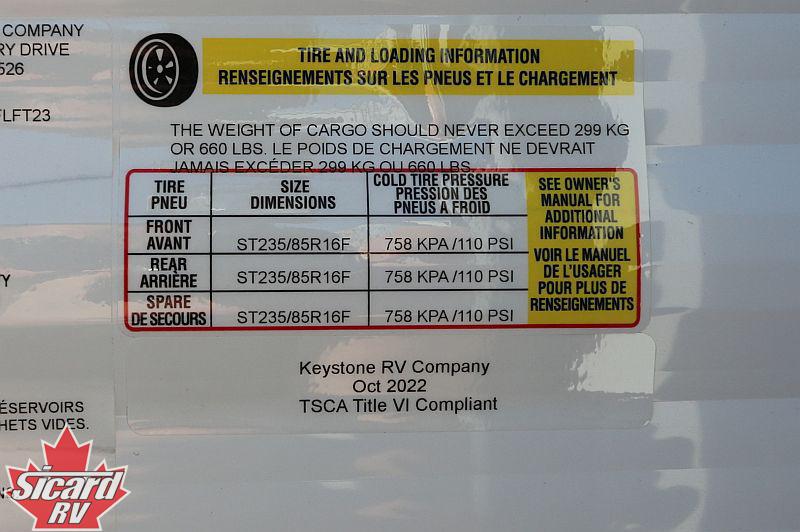 COMPANY
RY DRIVE
526
FLFT23
TY
ÉSERVOIRS
HETS VIDES.
TIRE AND LOADING INFORMATION
RENSEIGNEMENTS SUR LES PNEUS ET LE CHARGEMENT
THE WEIGHT OF CARGO SHOULD NEVER EXCEED 299 KG
OR 660 LBS. LE POIDS DE CHARGEMENT NE DEVRAIT
JAMAIS EXCÉDER 299 KG OU 660 LBS.
TIRE
PNEU
SIZE
DIMENSIONS
COLD TIRE PRESSURE
PRESSION DES
PNEUS A FROID
FRONT
AVANT
ST235/85R16F
758 KPA /110 PSI
REAR
ARRIÈRE
ST235/85R16F
758 KPA /110 PSI
SPARE
DE SECOURS
ST235/85R16F
758 KPA /110 PSI
SEE OWNER'S
MANUAL FOR
ADDITIONAL
INFORMATION
VOIR LE MANUEL
DE L'USAGER
POUR PLUS DE
RENSEIGNEMENTS
Keystone RV Company
Oct 2022
TSCA Title VI Compliant
Sicard
RV